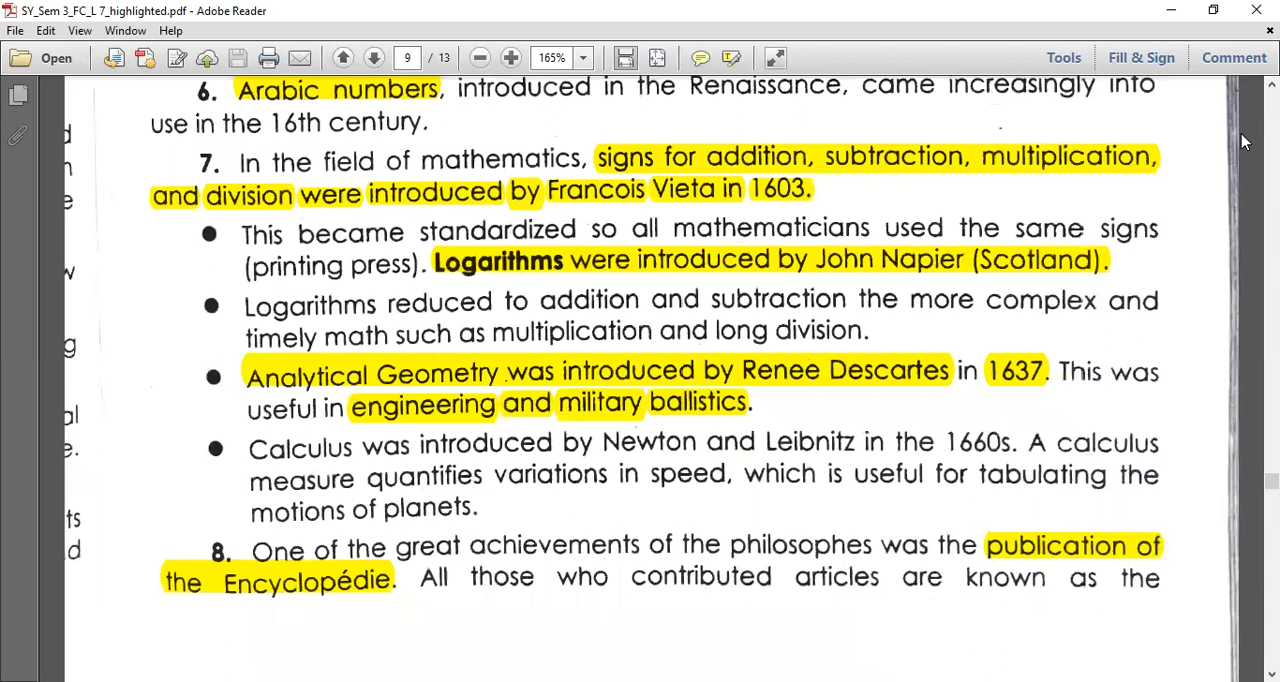 SY_Sem 3_FC_L 7_highlighted.pdf - Adobe Reader
File Edit View Window Help
Open 9 / 13 165% Tools Fill & Sign Comment
6. Arabic numbers, introduced in the Renaissance, came increasingly into
use in the 16th century.
7. In the field of mathematics, signs for addition, subtraction, multiplication,
and division were introduced by Francois Vieta in 1603.
● This became standardized so all mathematicians used the same signs
(printing press). Logarithms were introduced by John Napier (Scotland).
● Logarithms reduced to addition and subtraction the more complex and
timely math such as multiplication and long division.
● Analytical Geometry was introduced by Renee Descartes in 1637. This was
useful in engineering and military ballistics.
● Calculus was introduced by Newton and Leibnitz in the 1660s. A calculus
measure quantifies variations in speed, which is useful for tabulating the
motions of planets.
8. One of the great achievements of the philosophes was the publication of
the Encyclopédie. All those who contributed articles are known as the